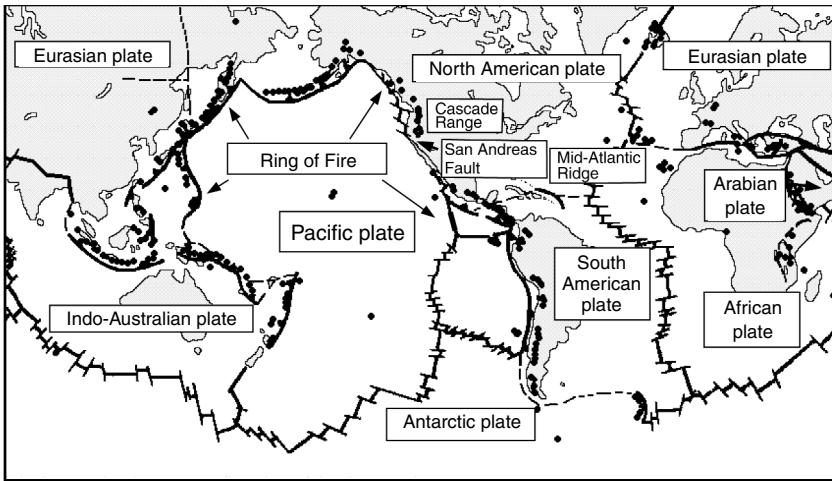 Eurasian plate
North American plate
Eurasian plate
Cascade
Range
San Andreas
Fault
Ring of Fire
Mid-Atlantic
Ridge
Arabian
plate
Pacific plate
South
American
plate
Indo-Australian plate
African
plate
Antarctic plate